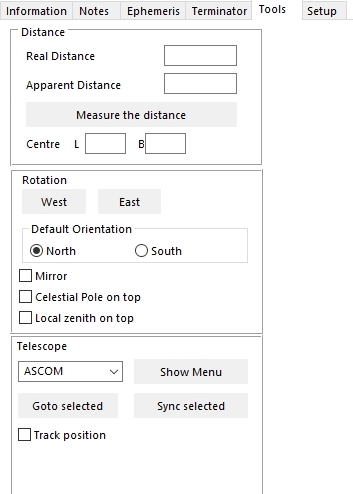 Information Notes Ephemeris Terminator Tools Setup
Distance
Real Distance
Apparent Distance
Measure the distance
Centre L B
Rotation
West East
Default Orientation
North South
Mirror
Celestial Pole on top
Local zenith on top
Telescope
ASCOM Show Menu
Goto selected Sync selected
Track position